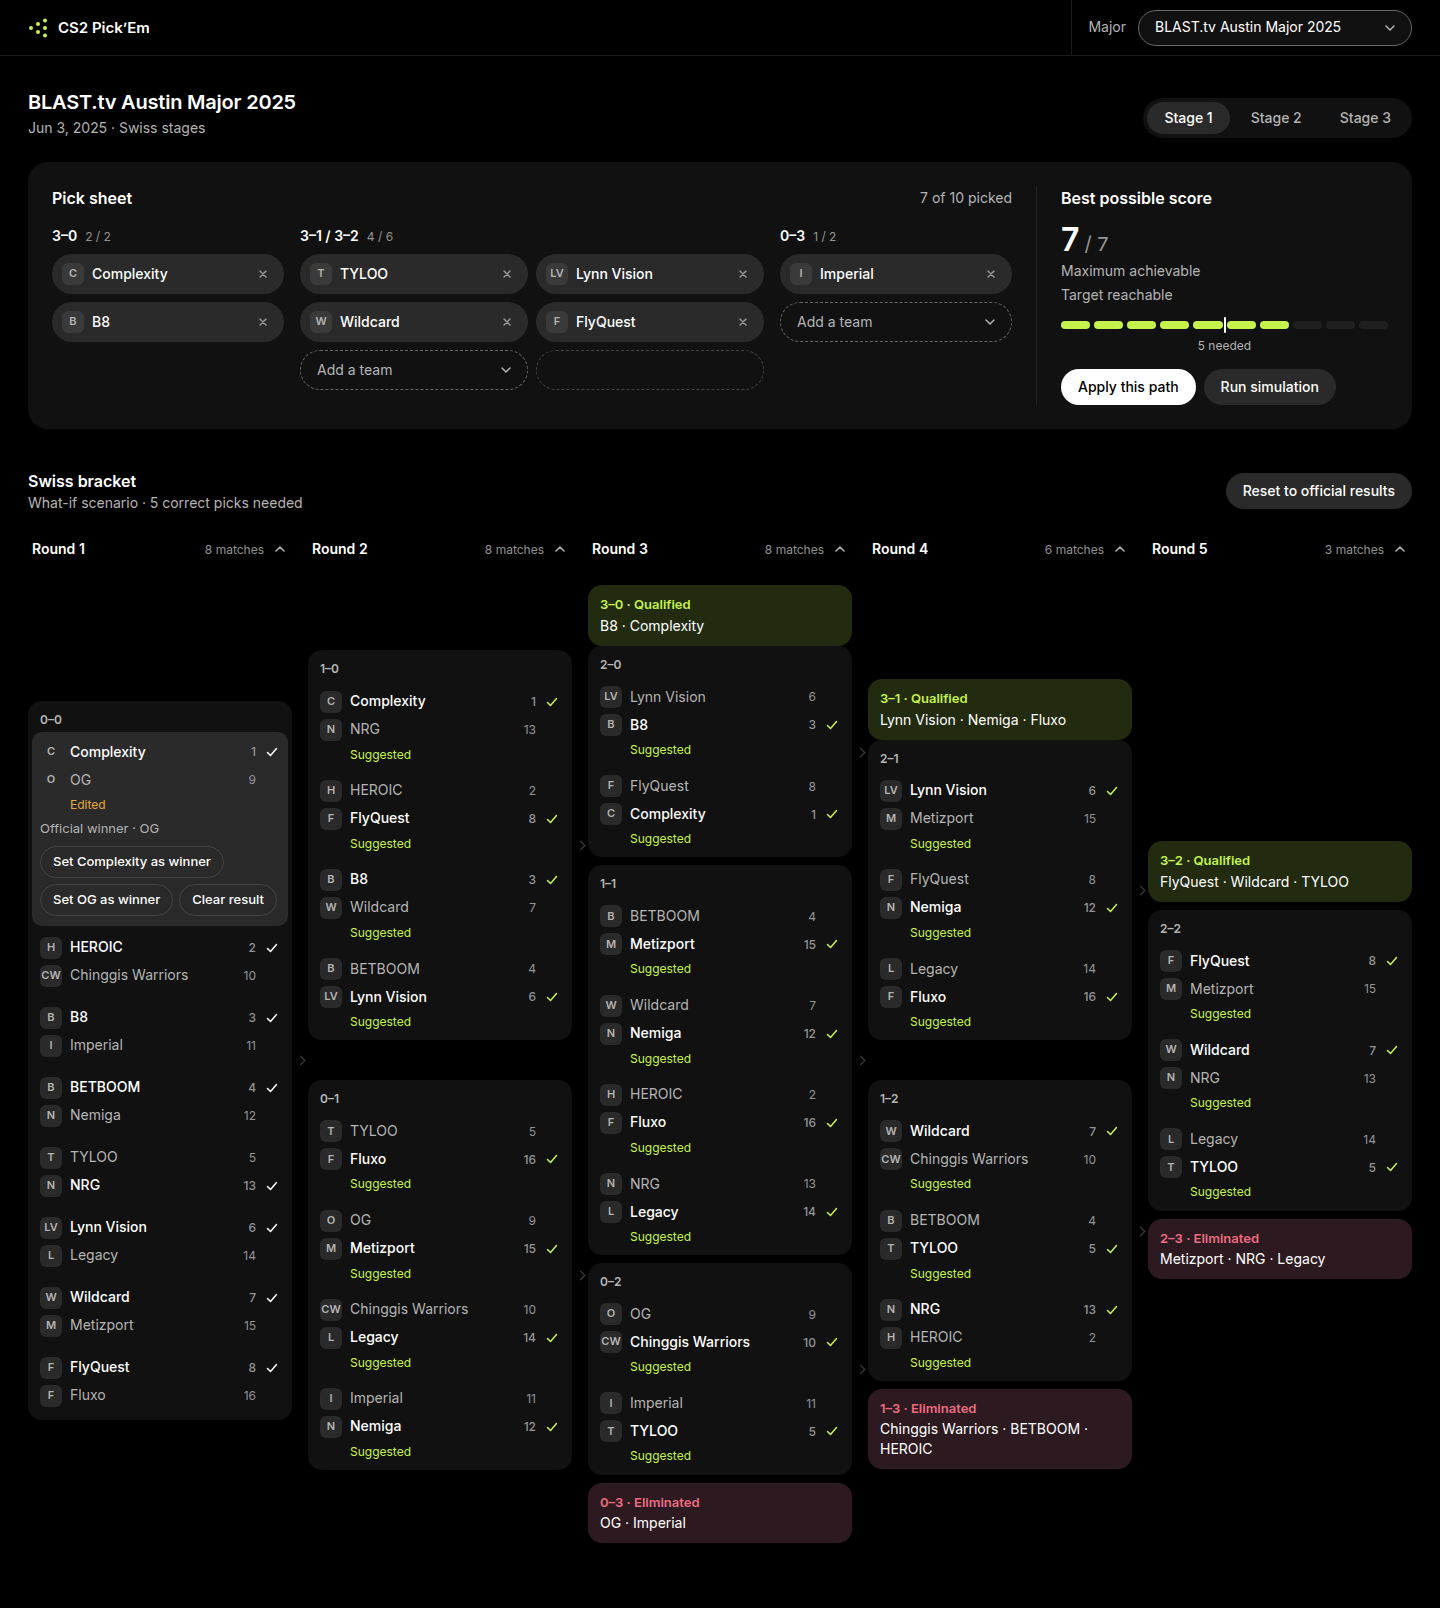 CS2 Pick'Em
Major
BLAST.tv Austin Major 2025
BLAST.tv Austin Major 2025
Jun 3, 2025 · Swiss stages
Stage 1
Stage 2
Stage 3
Pick sheet
7 of 10 picked
3–0 2 / 2
C Complexity
B B8
3–1 / 3–2 4 / 6
T TYLOO
LV Lynn Vision
W Wildcard
F FlyQuest
Add a team
0–3 1 / 2
I Imperial
Add a team
Best possible score
7 / 7
Maximum achievable
Target reachable
5 needed
Apply this path
Run simulation
Swiss bracket
What-if scenario · 5 correct picks needed
Reset to official results
Round 1 8 matches
0–0
C Complexity 1
O OG 9
Edited
Official winner · OG
Set Complexity as winner
Set OG as winner
Clear result
H HEROIC 2
CW Chinggis Warriors 10
B B8 3
I Imperial 11
B BETBOOM 4
N Nemiga 12
T TYLOO 5
N NRG 13
LV Lynn Vision 6
L Legacy 14
W Wildcard 7
M Metizport 15
F FlyQuest 8
F Fluxo 16
Round 2 8 matches
1–0
C Complexity 1
N NRG 13
Suggested
H HEROIC 2
F FlyQuest 8
Suggested
B B8 3
W Wildcard 7
Suggested
B BETBOOM 4
LV Lynn Vision 6
Suggested
0–1
T TYLOO 5
F Fluxo 16
Suggested
O OG 9
M Metizport 15
Suggested
CW Chinggis Warriors 10
L Legacy 14
Suggested
I Imperial 11
N Nemiga 12
Suggested
Round 3 8 matches
3–0 · Qualified
B8 · Complexity
2–0
LV Lynn Vision 6
B B8 3
Suggested
F FlyQuest 8
C Complexity 1
Suggested
1–1
B BETBOOM 4
M Metizport 15
Suggested
W Wildcard 7
N Nemiga 12
Suggested
H HEROIC 2
F Fluxo 16
Suggested
N NRG 13
L Legacy 14
Suggested
0–2
O OG 9
CW Chinggis Warriors 10
Suggested
I Imperial 11
T TYLOO 5
Suggested
0–3 · Eliminated
OG · Imperial
Round 4 6 matches
3–1 · Qualified
Lynn Vision · Nemiga · Fluxo
2–1
LV Lynn Vision 6
M Metizport 15
Suggested
F FlyQuest 8
N Nemiga 12
Suggested
L Legacy 14
F Fluxo 16
Suggested
1–2
W Wildcard 7
CW Chinggis Warriors 10
Suggested
B BETBOOM 4
T TYLOO 5
Suggested
N NRG 13
H HEROIC 2
Suggested
1–3 · Eliminated
Chinggis Warriors · BETBOOM ·
HEROIC
Round 5 3 matches
3–2 · Qualified
FlyQuest · Wildcard · TYLOO
2–2
F FlyQuest 8
M Metizport 15
Suggested
W Wildcard 7
N NRG 13
Suggested
L Legacy 14
T TYLOO 5
Suggested
2–3 · Eliminated
Metizport · NRG · Legacy